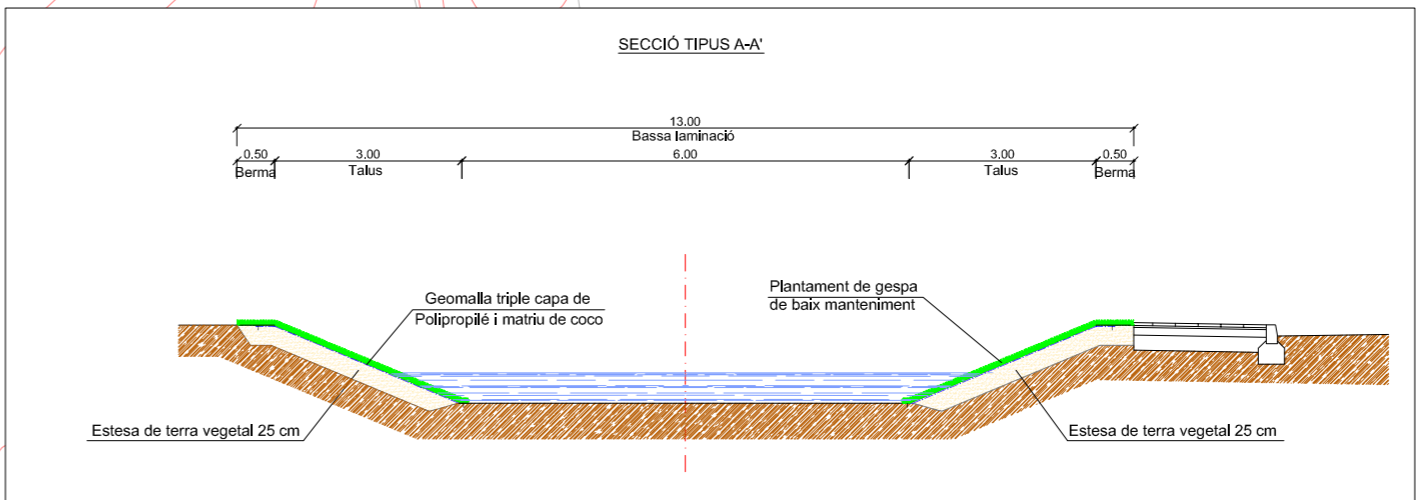 SECCIÓ TIPUS A-A'
13.00
Bassa laminació
0.50
3.00
6.00
3.00
0.50
Berma
Talus
Talus
Berma
Geomalla triple capa de
Polipropilé i matriu de coco
Plantament de gespa
de baix manteniment
Estesa de terra vegetal 25 cm
Estesa de terra vegetal 25 cm